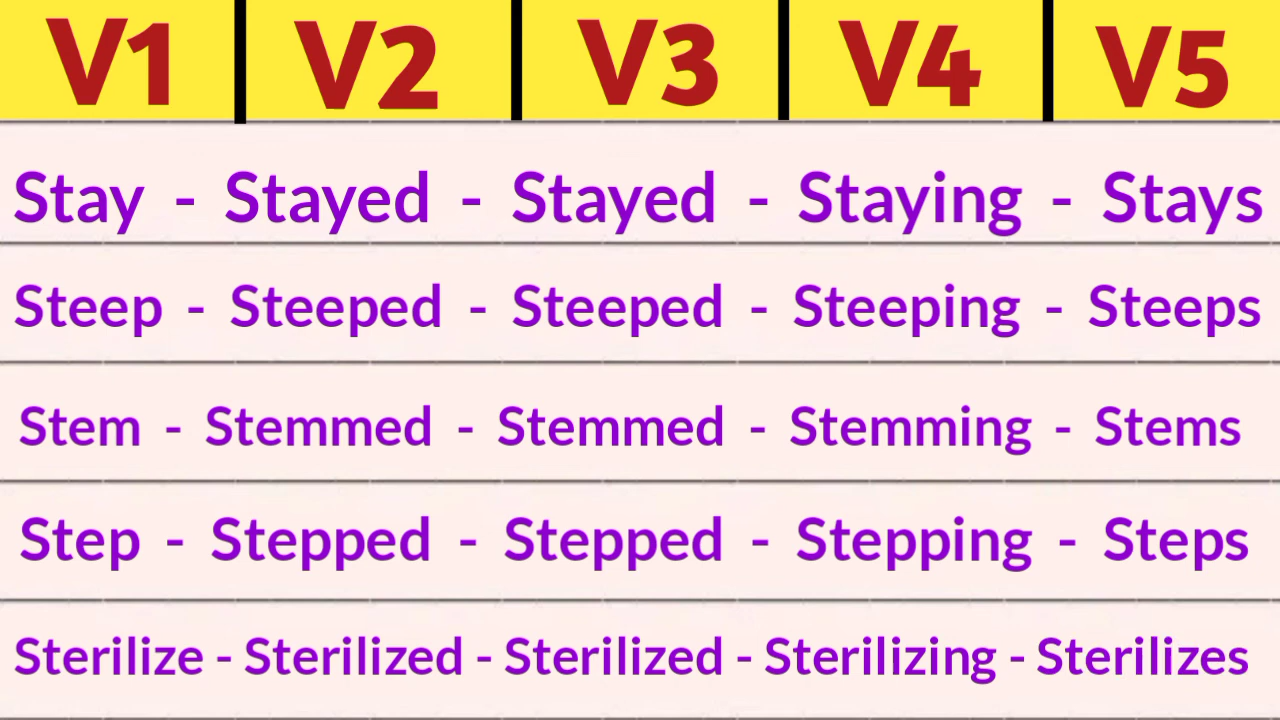 V1 V2 V3 V4 V5
Stay - Stayed - Stayed - Staying - Stays
Steep - Steeped - Steeped - Steeping - Steeps
Stem - Stemmed - Stemmed - Stemming - Stems
Step - Stepped - Stepped - Stepping - Steps
Sterilize - Sterilized - Sterilized - Sterilizing - Sterilizes